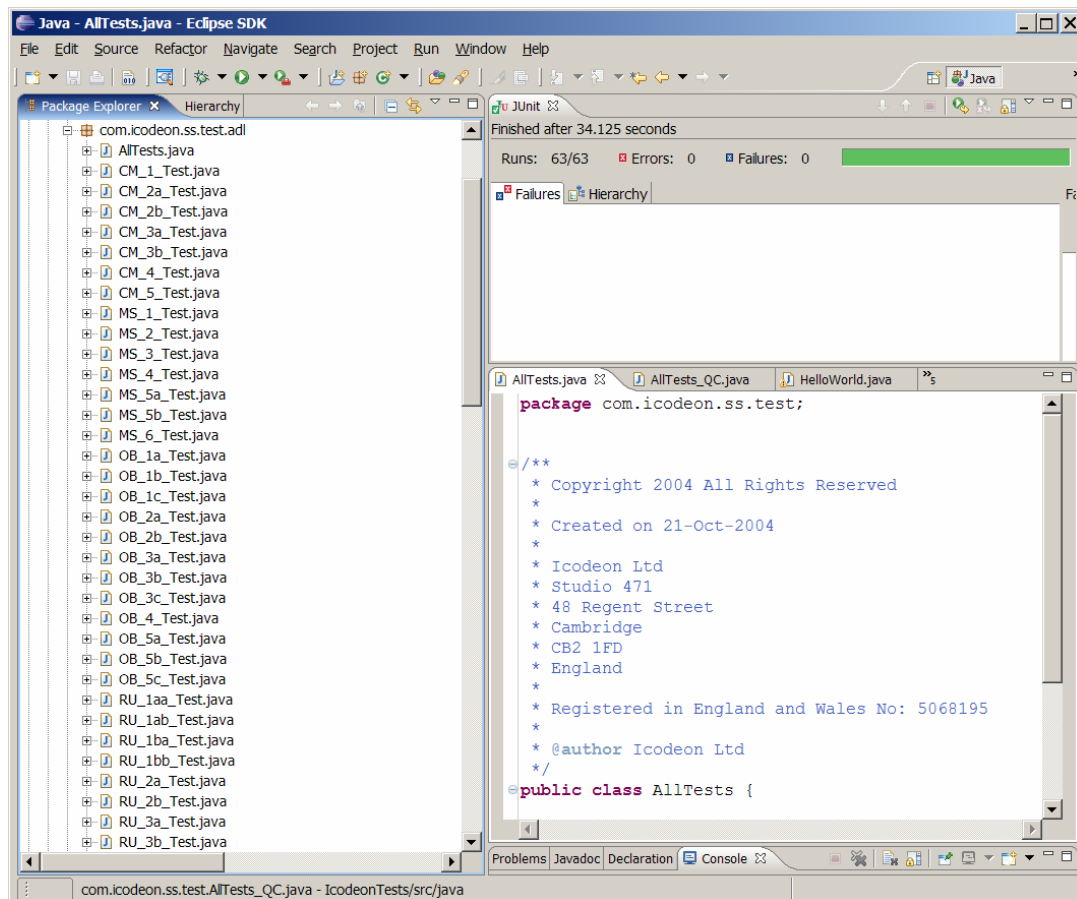 Java - AllTests.java - Eclipse SDK
File Edit Source Refactor Navigate Search Project Run Window Help
Java
Package Explorer Hierarchy
com.icodeon.ss.test.adl
AllTests.java
CM_1_Test.java
CM_2a_Test.java
CM_2b_Test.java
CM_3a_Test.java
CM_3b_Test.java
CM_4_Test.java
CM_5_Test.java
MS_1_Test.java
MS_2_Test.java
MS_3_Test.java
MS_4_Test.java
MS_5a_Test.java
MS_5b_Test.java
MS_6_Test.java
OB_1a_Test.java
OB_1b_Test.java
OB_1c_Test.java
OB_2a_Test.java
OB_2b_Test.java
OB_3a_Test.java
OB_3b_Test.java
OB_3c_Test.java
OB_4_Test.java
OB_5a_Test.java
OB_5b_Test.java
OB_5c_Test.java
RU_1aa_Test.java
RU_1ab_Test.java
RU_1ba_Test.java
RU_1bb_Test.java
RU_2a_Test.java
RU_2b_Test.java
RU_3a_Test.java
RU_3b_Test.java
JUnit
Finished after 34.125 seconds
Runs: 63/63 Errors: 0 Failures: 0
Failures Hierarchy
AllTests.java AllTests_QC.java HelloWorld.java »5
package com.icodeon.ss.test;
/**
* Copyright 2004 All Rights Reserved
*
* Created on 21-Oct-2004
*
* Icodeon Ltd
* Studio 471
* 48 Regent Street
* Cambridge
* CB2 1FD
* England
*
* Registered in England and Wales No: 5068195
*
* @author Icodeon Ltd
*/
public class AllTests {
Problems Javadoc Declaration Console
com.icodeon.ss.test.AllTests_QC.java - IcodeonTests/src/java